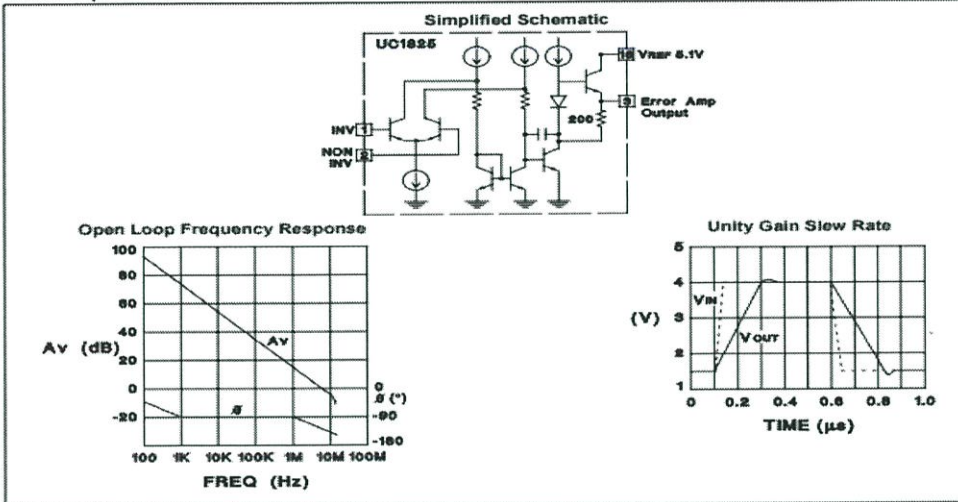 Simplified Schematic
UC1825
16 VREF 5.1V
3 Error Amp
Output
200
INV 1
NON 2
INV
Open Loop Frequency Response
100
80
60
40
20
0
-20
Av (dB)
Av
ø
0
ø (°)
-90
-180
100 1K 10K 100K 1M 10M 100M
FREQ (Hz)
Unity Gain Slew Rate
5
4
3
2
1
(V)
VIN
VOUT
0 0.2 0.4 0.6 0.8 1.0
TIME (µs)